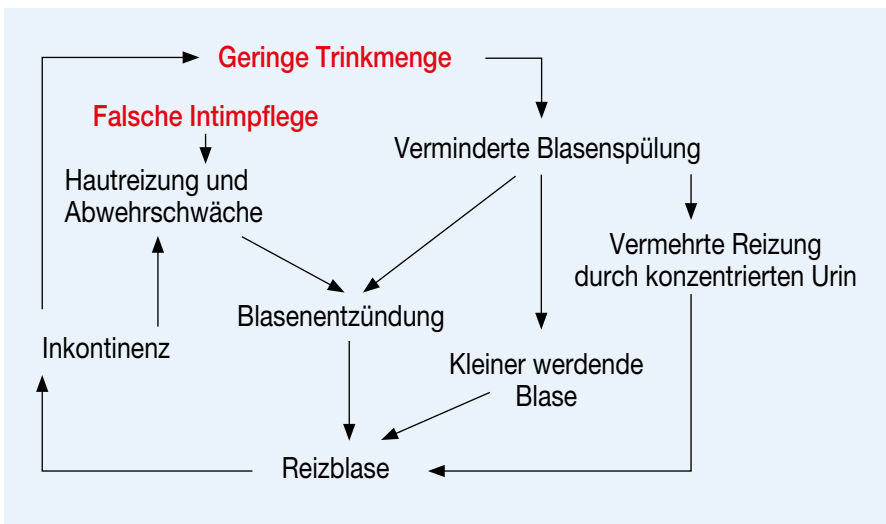 Geringe Trinkmenge
Falsche Intimpflege
Verminderte Blasenspülung
Hautreizung und
Abwehrschwäche
Vermehrte Reizung
durch konzentrierten Urin
Blasenentzündung
Inkontinenz
Kleiner werdende
Blase
Reizblase